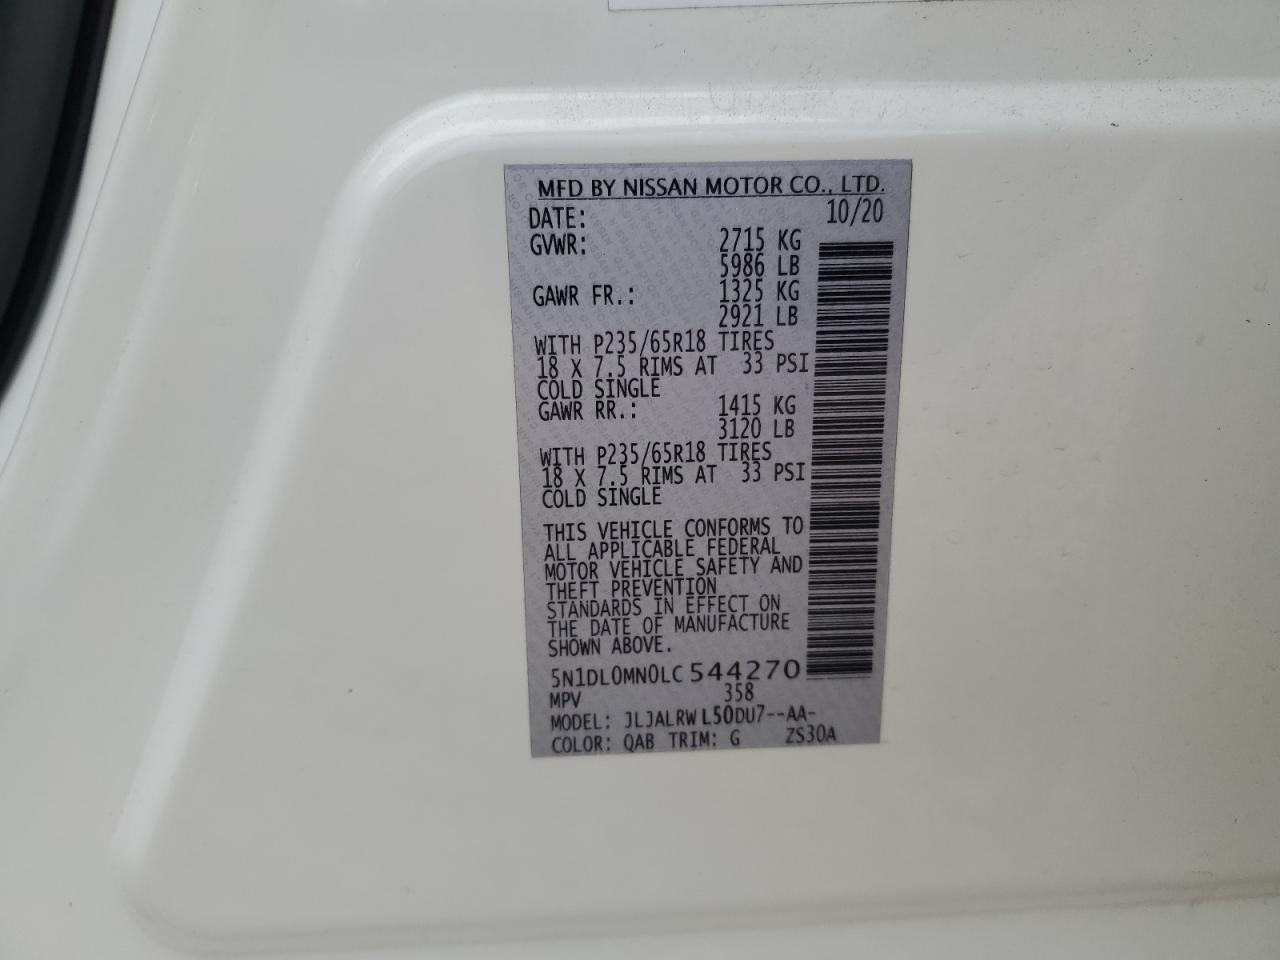 MFD BY NISSAN MOTOR CO., LTD.
DATE: 10/20
GVWR: 2715 KG
5986 LB
GAWR FR.: 1325 KG
2921 LB
WITH P235/65R18 TIRES
18 X 7.5 RIMS AT 33 PSI
COLD SINGLE
GAWR RR.: 1415 KG
3120 LB
WITH P235/65R18 TIRES
18 X 7.5 RIMS AT 33 PSI
COLD SINGLE
THIS VEHICLE CONFORMS TO
ALL APPLICABLE FEDERAL
MOTOR VEHICLE SAFETY AND
THEFT PREVENTION
STANDARDS IN EFFECT ON
THE DATE OF MANUFACTURE
SHOWN ABOVE.
5N1DL0MN0LC544270
MPV 358
MODEL: JLJALRWL50DU7--AA-
COLOR: QAB TRIM: G ZS30A